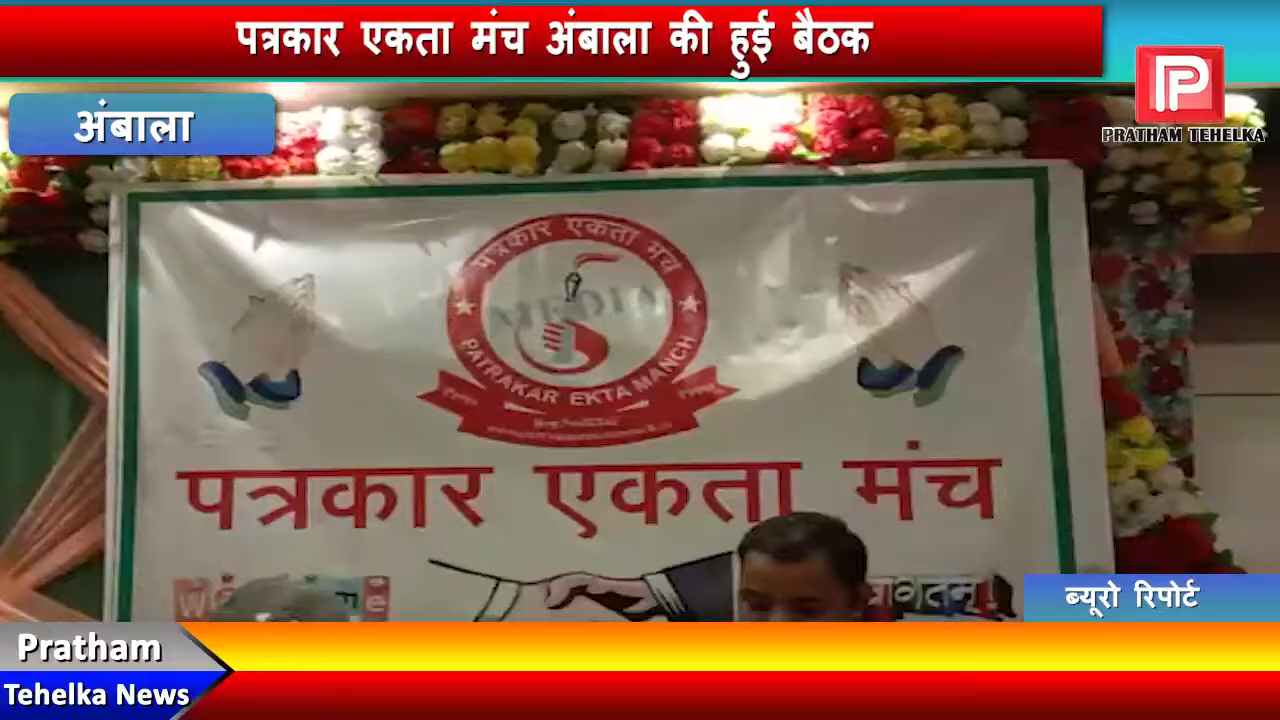 पत्रकार एकता मंच अंबाला की हुई बैठक
अंबाला
PRATHAM TEHELKA
पत्रकार एकता मंच
MEDIA
PATRAKAR EKTA MANCH
पत्रकार एकता मंच
ब्यूरो रिपोर्ट
Pratham
Tehelka News